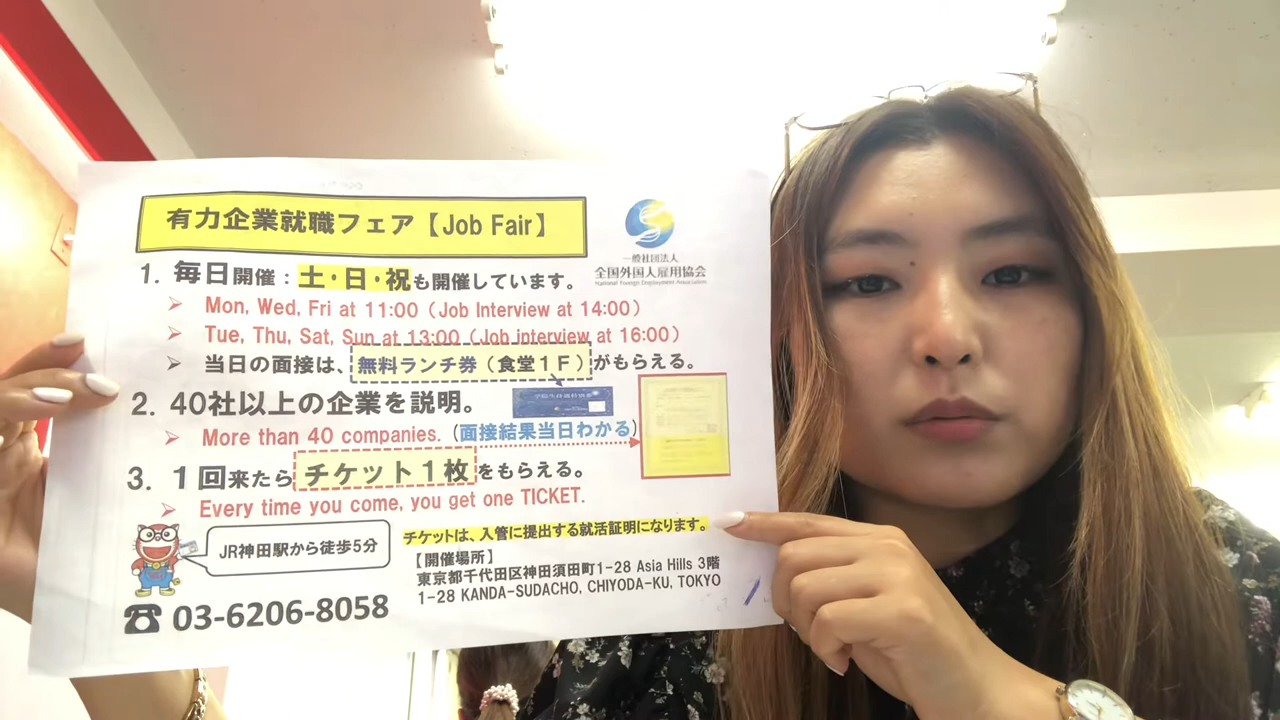 有力企業就職フェア【Job Fair】
一般社団法人
全国外国人雇用協会
National Foreign Employment Association
1. 毎日開催：土・日・祝も開催しています。
➢ Mon, Wed, Fri at 11:00 (Job Interview at 14:00)
➢ Tue, Thu, Sat, Sun at 13:00 (Job interview at 16:00)
➢ 当日の面接は、無料ランチ券（食堂１F）がもらえる。
2. 40社以上の企業を説明。
➢ More than 40 companies.（面接結果当日わかる）
3. １回来たらチケット１枚をもらえる。
➢ Every time you come, you get one TICKET.
JR神田駅から徒歩5分
☎ 03-6206-8058
チケットは、入管に提出する就活証明になります。
【開催場所】
東京都千代田区神田須田町1-28 Asia Hills 3階
1-28 KANDA-SUDACHO, CHIYODA-KU, TOKYO